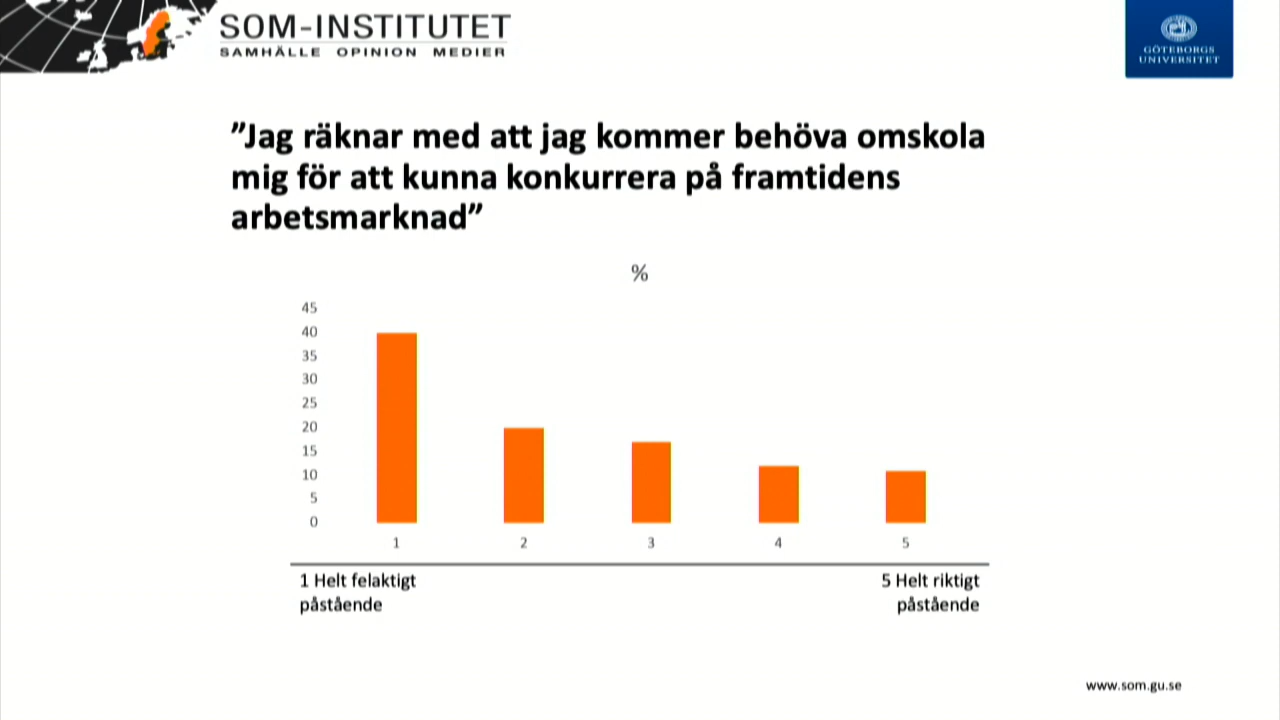 SOM-INSTITUTET
SAMHÄLLE OPINION MEDIER
GÖTEBORGS
UNIVERSITET
”Jag räknar med att jag kommer behöva omskola
mig för att kunna konkurrera på framtidens
arbetsmarknad”
%
45
40
35
30
25
20
15
10
5
0
1 2 3 4 5
1 Helt felaktigt
påstående
5 Helt riktigt
påstående
www.som.gu.se